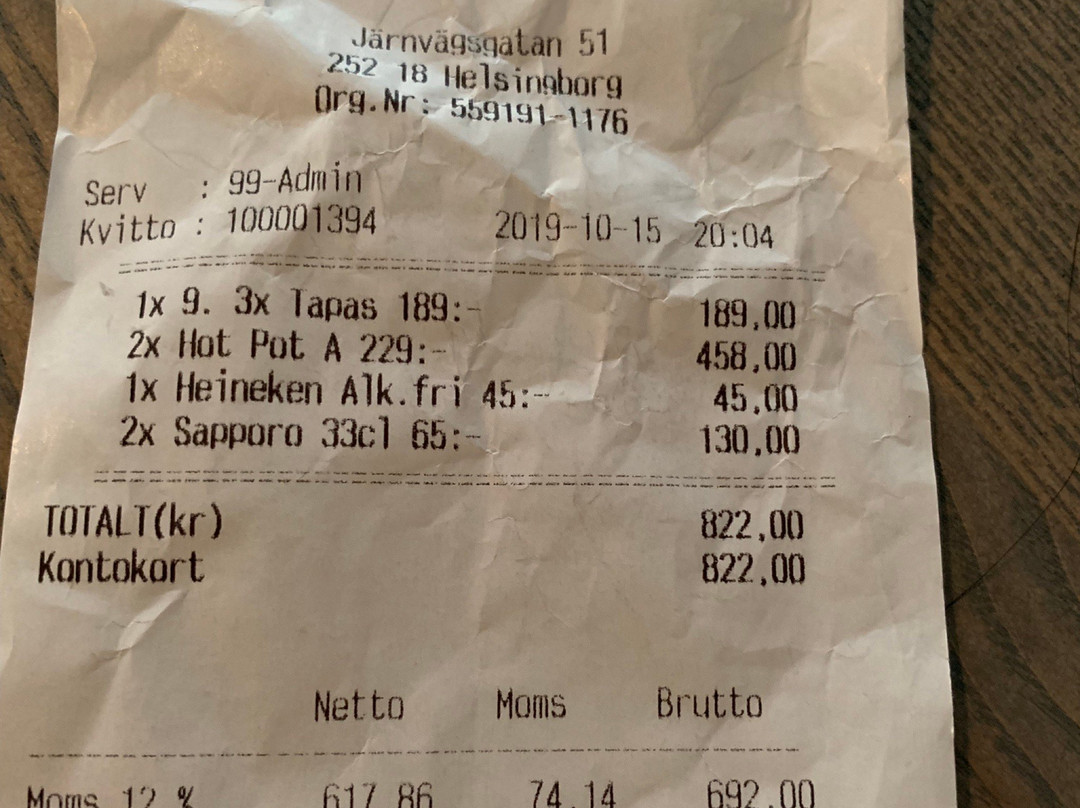 Järnvägsgatan 51
252 18 Helsingborg
Org.Nr: 559191-1176
Serv : 99-Admin
Kvitto : 100001394 2019-10-15 20:04
1x 9. 3x Tapas 189:- 189,00
2x Hot Pot A 229:- 458,00
1x Heineken Alk.fri 45:- 45,00
2x Sapporo 33cl 65:- 130,00
TOTALT(kr) 822,00
Kontokort 822,00
Netto Moms Brutto
Moms 12 % 617,86 74,14 692,00